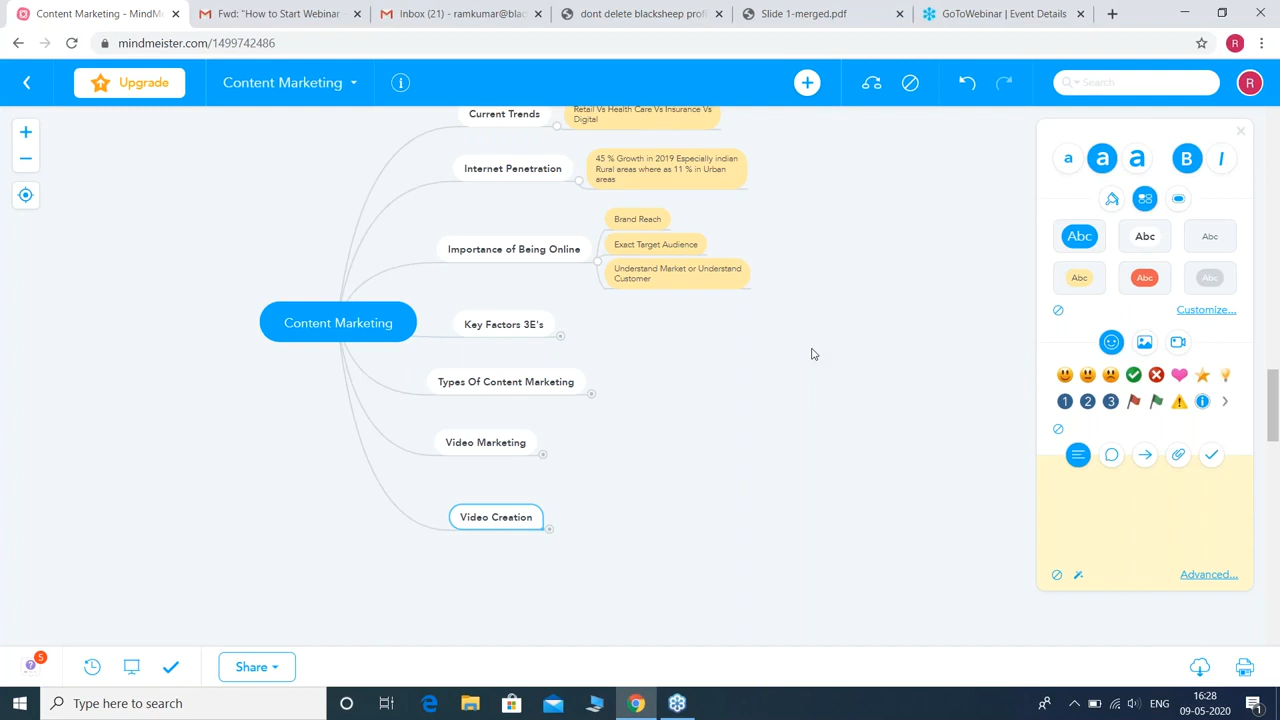 Content Marketing - MindM
Fwd: "How to Start Webinar
Inbox (21) - ramkumar@blac
dont delete blacksheep profi
Slide 1-merged.pdf
GoToWebinar | Event Details
mindmeister.com/1499742486
R
Upgrade
Content Marketing
Search
R
Current Trends
Retail Vs Health Care Vs Insurance Vs
Digital
Internet Penetration
45 % Growth in 2019 Especially indian
Rural areas where as 11 % in Urban
areas
Importance of Being Online
Brand Reach
Exact Target Audience
Understand Market or Understand
Customer
Content Marketing
Key Factors 3E's
Types Of Content Marketing
Video Marketing
Video Creation
a a a B I
Abc Abc Abc
Abc Abc Abc
Customize...
1 2 3
Advanced...
5
Share
Type here to search
ENG
16:28
09-05-2020
1